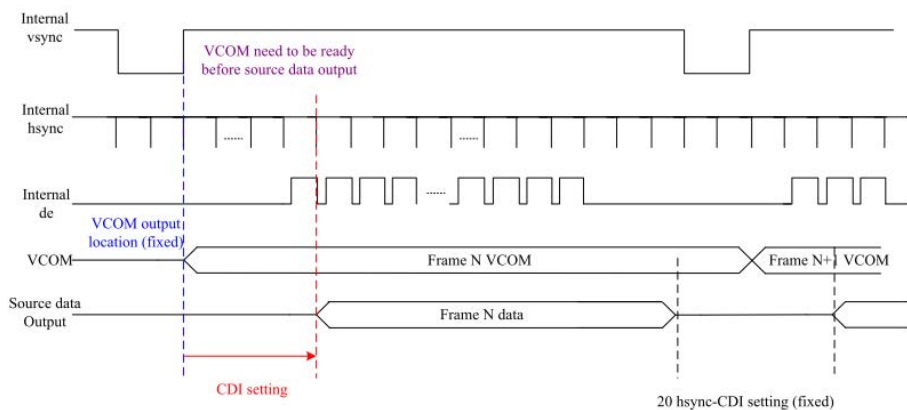 Internal
vsync
VCOM need to be ready
before source data output
Internal
hsync
......
......
Internal
de
......
VCOM output
location (fixed)
VCOM
Frame N VCOM
Frame N+1 VCOM
Source data
Output
Frame N data
CDI setting
20 hsync-CDI setting (fixed)